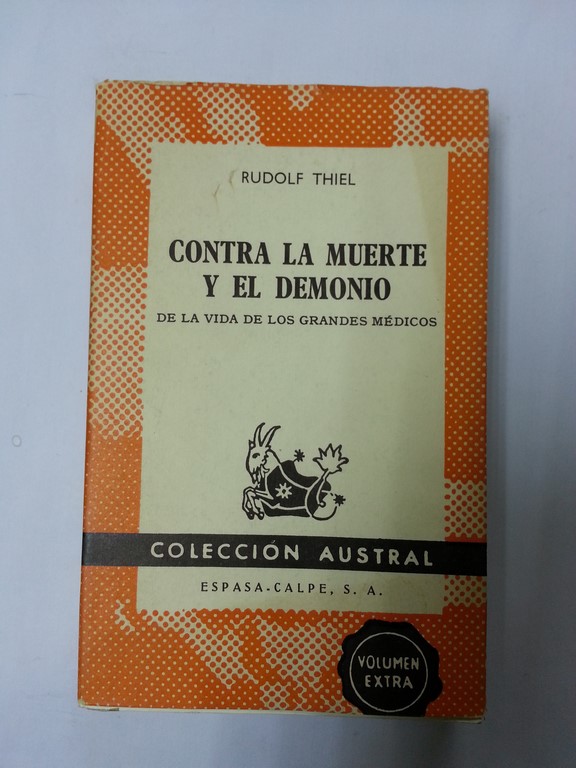 RUDOLF THIEL
CONTRA LA MUERTE
Y EL DEMONIO
DE LA VIDA DE LOS GRANDES MÉDICOS
COLECCIÓN AUSTRAL
ESPASA-CALPE, S. A.
VOLUMEN
EXTRA